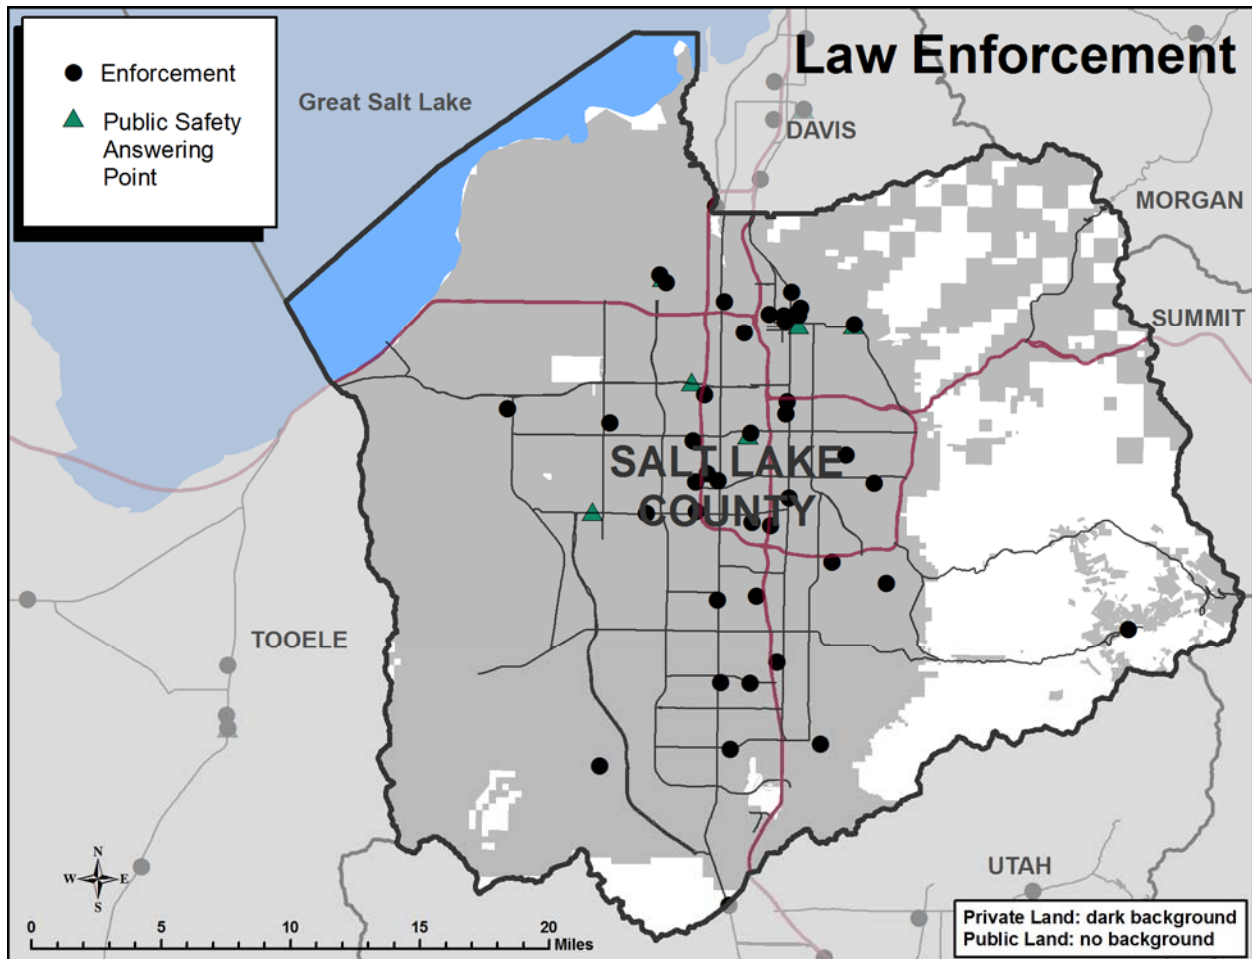 Law Enforcement
Enforcement
Public Safety
Answering
Point
Great Salt Lake
DAVIS
MORGAN
SUMMIT
SALT LAKE
COUNTY
TOOELE
UTAH
N
W E
S
0 5 10 15 20
Miles
Private Land: dark background
Public Land: no background